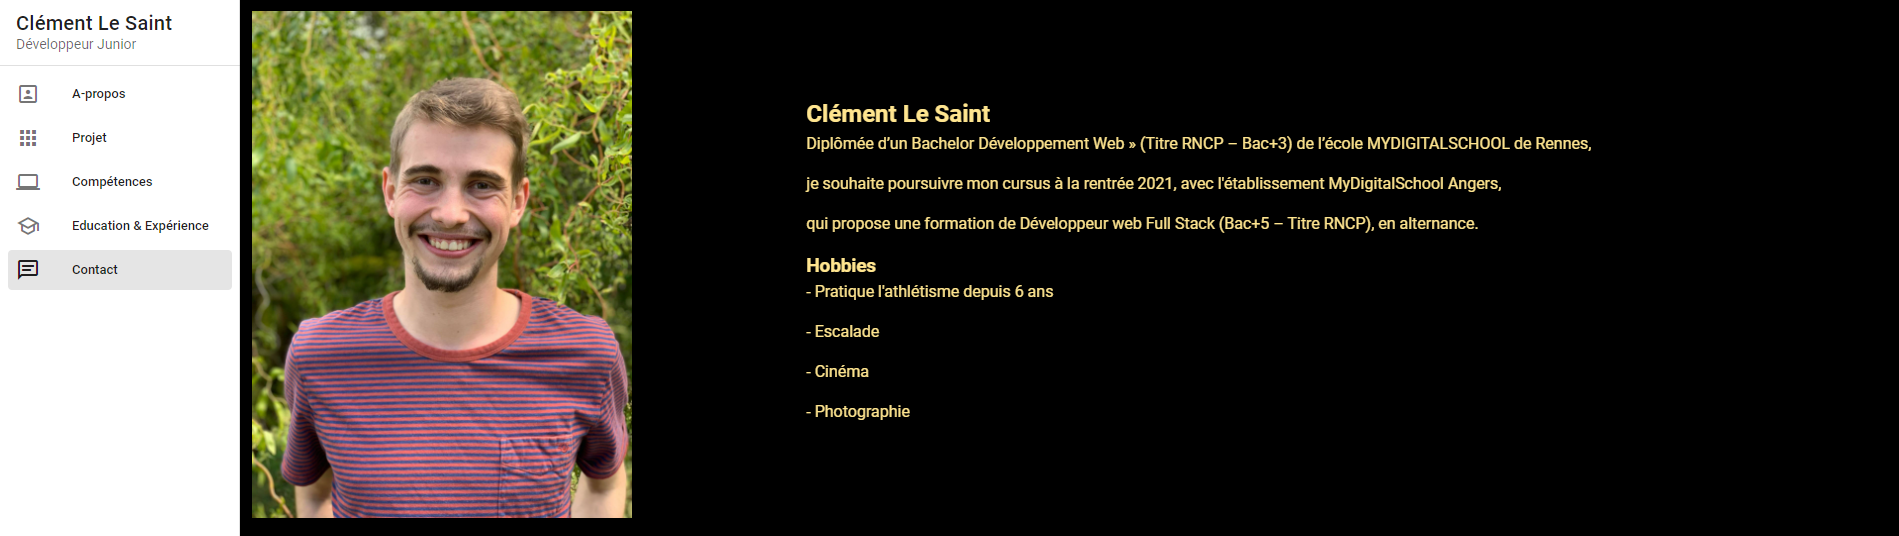 Clément Le Saint
Développeur Junior
A-propos
Projet
Compétences
Education & Expérience
Contact
Clément Le Saint
Diplômée d’un Bachelor Développement Web » (Titre RNCP – Bac+3) de l’école MYDIGITALSCHOOL de Rennes,
je souhaite poursuivre mon cursus à la rentrée 2021, avec l'établissement MyDigitalSchool Angers,
qui propose une formation de Développeur web Full Stack (Bac+5 – Titre RNCP), en alternance.
Hobbies
- Pratique l'athlétisme depuis 6 ans
- Escalade
- Cinéma
- Photographie